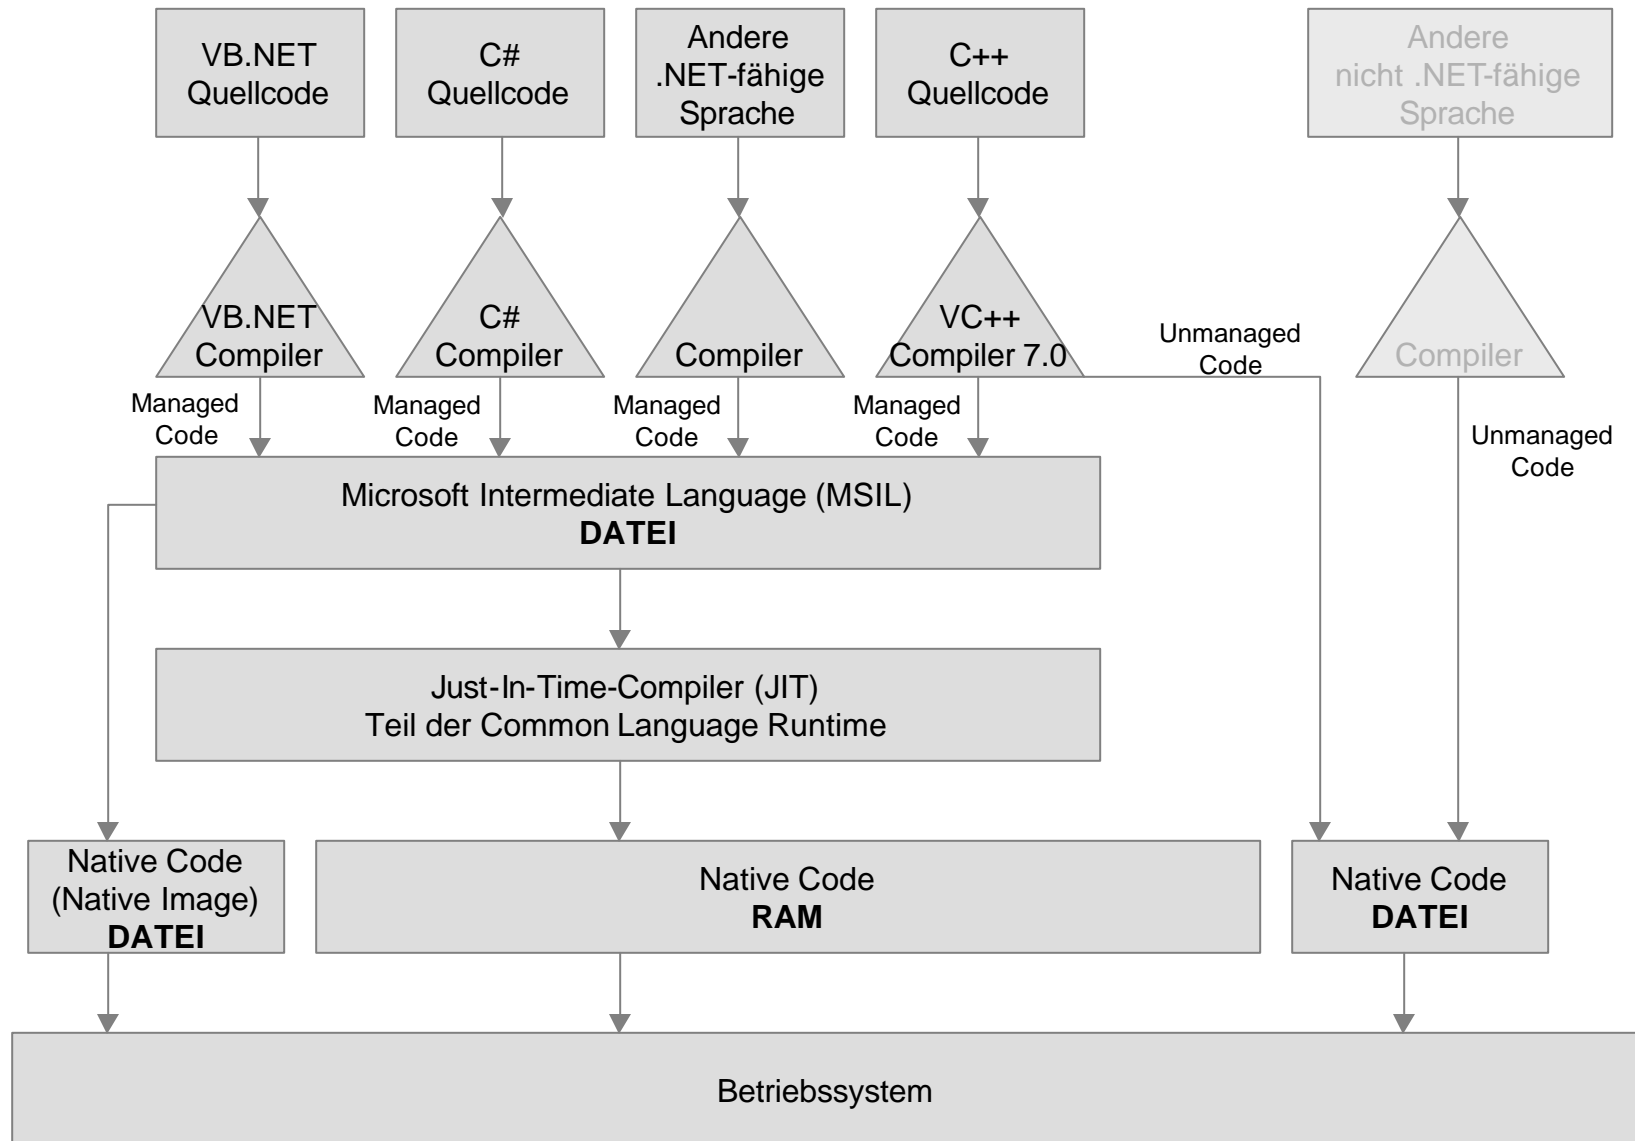 VB.NET
Quellcode
C#
Quellcode
Andere
.NET-fähige
Sprache
C++
Quellcode
Andere
nicht .NET-fähige
Sprache
VB.NET
Compiler
C#
Compiler
Compiler
VC++
Compiler 7.0
Unmanaged
Code
Compiler
Managed
Code
Managed
Code
Managed
Code
Managed
Code
Unmanaged
Code
Microsoft Intermediate Language (MSIL)
DATEI
Just-In-Time-Compiler (JIT)
Teil der Common Language Runtime
Native Code
(Native Image)
DATEI
Native Code
RAM
Native Code
DATEI
Betriebssystem